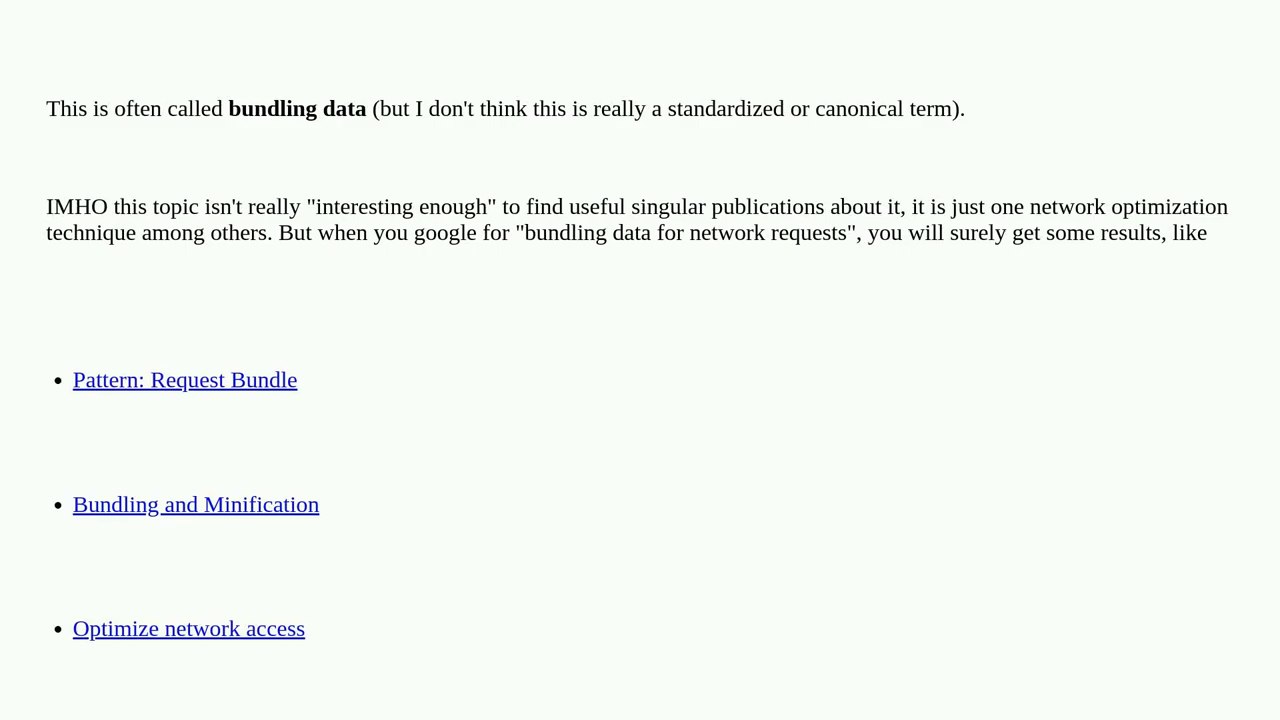 This is often called bundling data (but I don't think this is really a standardized or canonical term).
IMHO this topic isn't really "interesting enough" to find useful singular publications about it, it is just one network optimization
technique among others. But when you google for "bundling data for network requests", you will surely get some results, like
• Pattern: Request Bundle
• Bundling and Minification
• Optimize network access